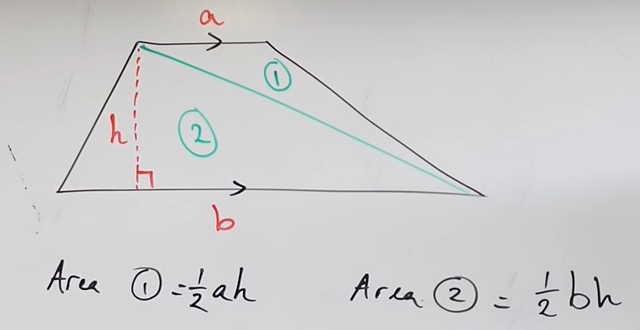 a
①
h
②
b
Area ① = 1/2 ah
Area ② = 1/2 bh